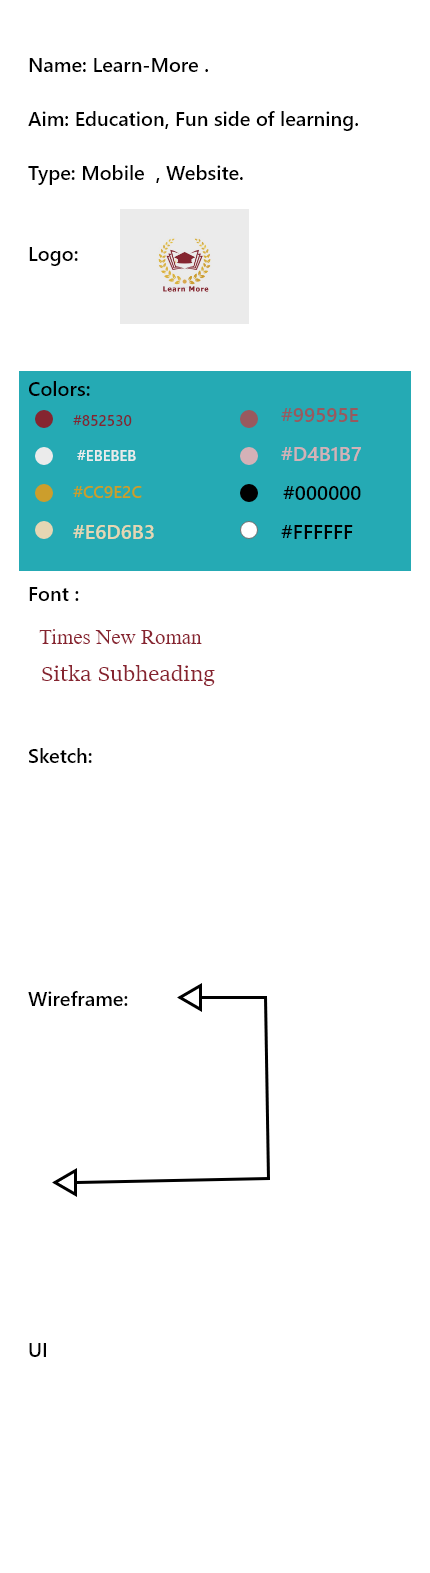 Name: Learn-More .
Aim: Education, Fun side of learning.
Type: Mobile , Website.
Logo:
Learn More
Colors:
#852530
#99595E
#EBEBEB
#D4B1B7
#CC9E2C
#000000
#E6D6B3
#FFFFFF
Font :
Times New Roman
Sitka Subheading
Sketch:
Wireframe:
UI